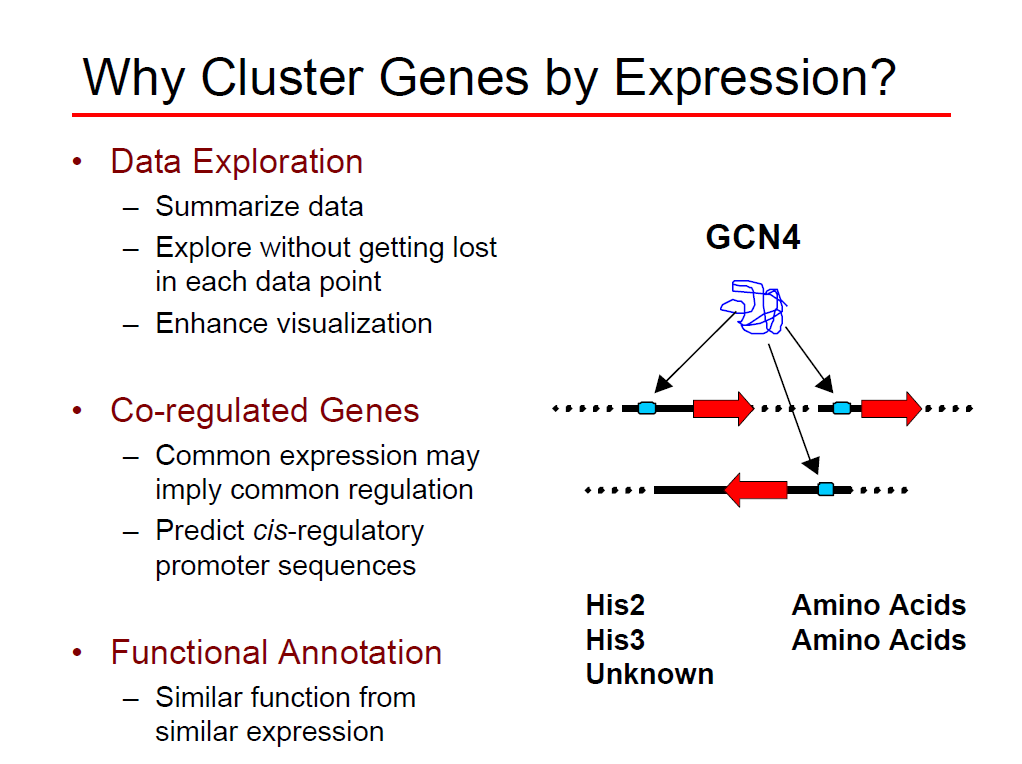 Why Cluster Genes by Expression?
• Data Exploration
– Summarize data
– Explore without getting lost
in each data point
– Enhance visualization
• Co-regulated Genes
– Common expression may
imply common regulation
– Predict cis-regulatory
promoter sequences
• Functional Annotation
– Similar function from
similar expression
GCN4
His2 Amino Acids
His3 Amino Acids
Unknown